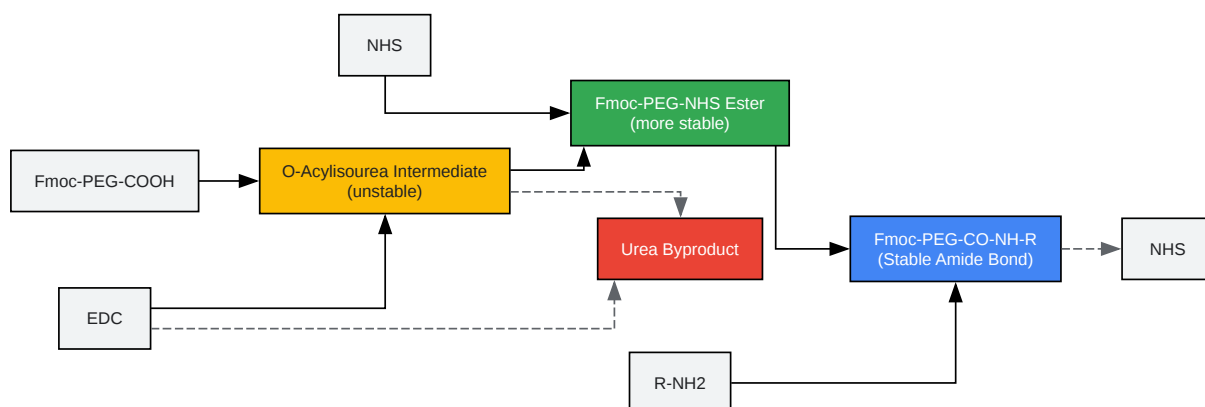 NHS
Fmoc-PEG-NHS Ester
(more stable)
Fmoc-PEG-COOH
O-Acylisourea Intermediate
(unstable)
Urea Byproduct
Fmoc-PEG-CO-NH-R
(Stable Amide Bond)
NHS
EDC
R-NH2